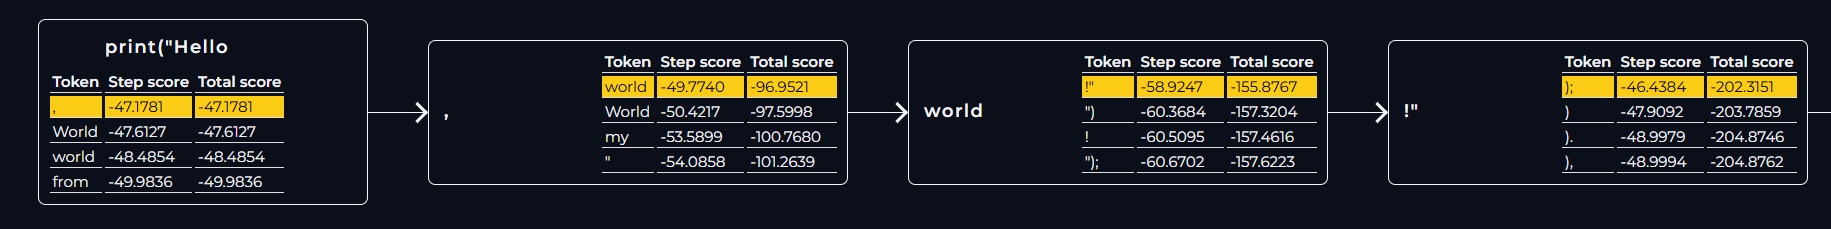 print("Hello
Token Step score Total score
, -47.1781 -47.1781
World -47.6127 -47.6127
world -48.4854 -48.4854
from -49.9836 -49.9836
,
Token Step score Total score
world -49.7740 -96.9521
World -50.4217 -97.5998
my -53.5899 -100.7680
" -54.0858 -101.2639
world
Token Step score Total score
!" -58.9247 -155.8767
") -60.3684 -157.3204
! -60.5095 -157.4616
"); -60.6702 -157.6223
!"
Token Step score Total score
); -46.4384 -202.3151
) -47.9092 -203.7859
). -48.9979 -204.8746
), -48.9994 -204.8762